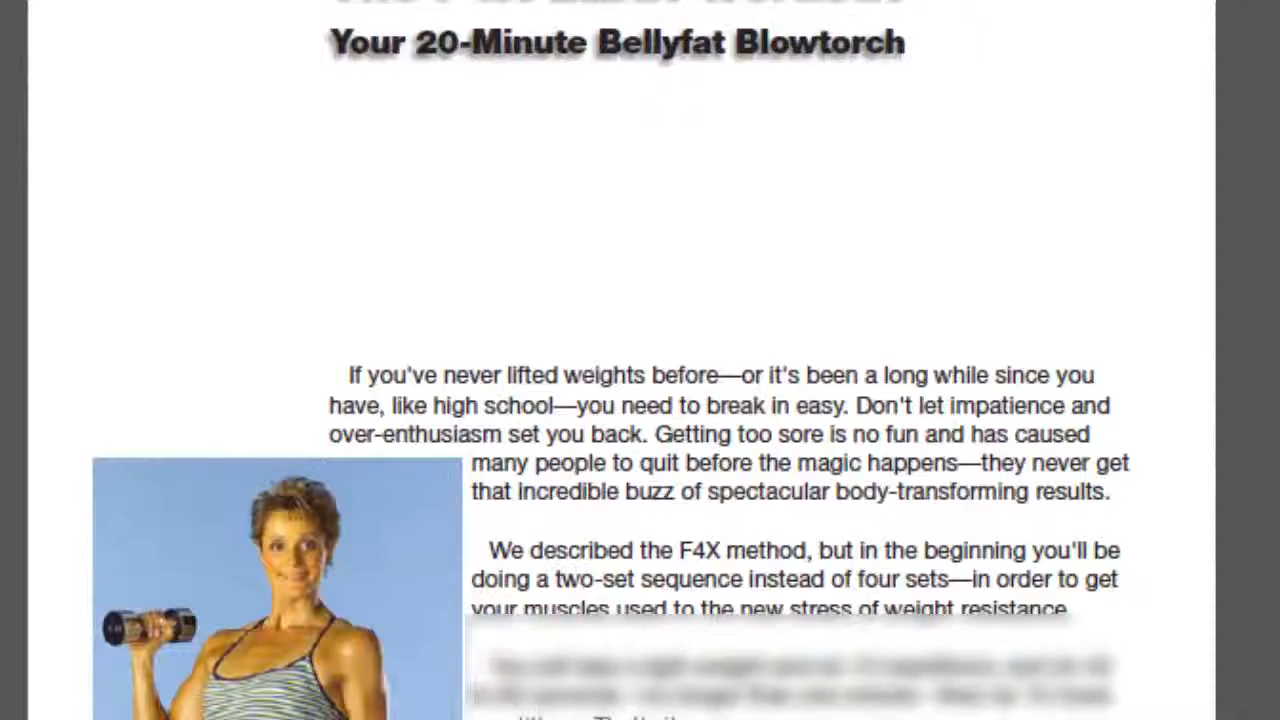 Your 20-Minute Bellyfat Blowtorch
If you've never lifted weights before—or it's been a long while since you
have, like high school—you need to break in easy. Don't let impatience and
over-enthusiasm set you back. Getting too sore is no fun and has caused
many people to quit before the magic happens—they never get
that incredible buzz of spectacular body-transforming results.
We described the F4X method, but in the beginning you'll be
doing a two-set sequence instead of four sets—in order to get
your muscles used to the new stress of weight resistance.